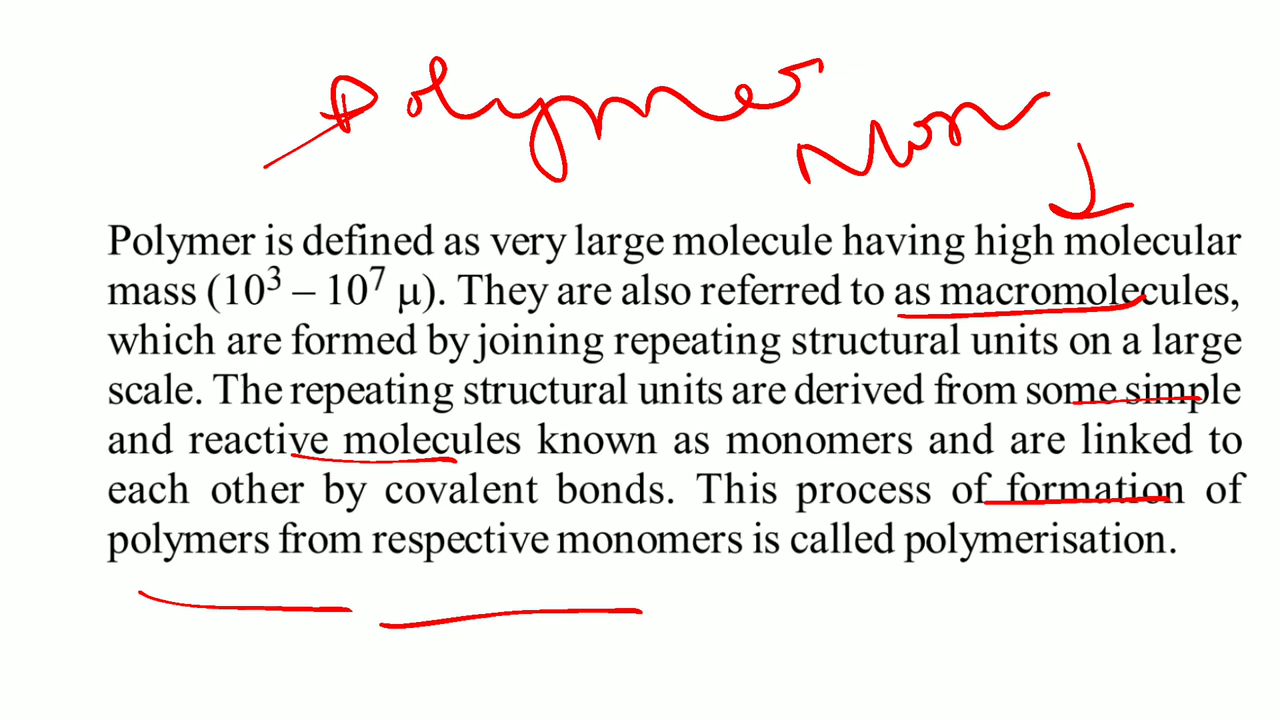 Polymer
Mon
Polymer is defined as very large molecule having high molecular
mass (10³ – 10⁷ μ). They are also referred to as macromolecules,
which are formed by joining repeating structural units on a large
scale. The repeating structural units are derived from some simple
and reactive molecules known as monomers and are linked to
each other by covalent bonds. This process of formation of
polymers from respective monomers is called polymerisation.